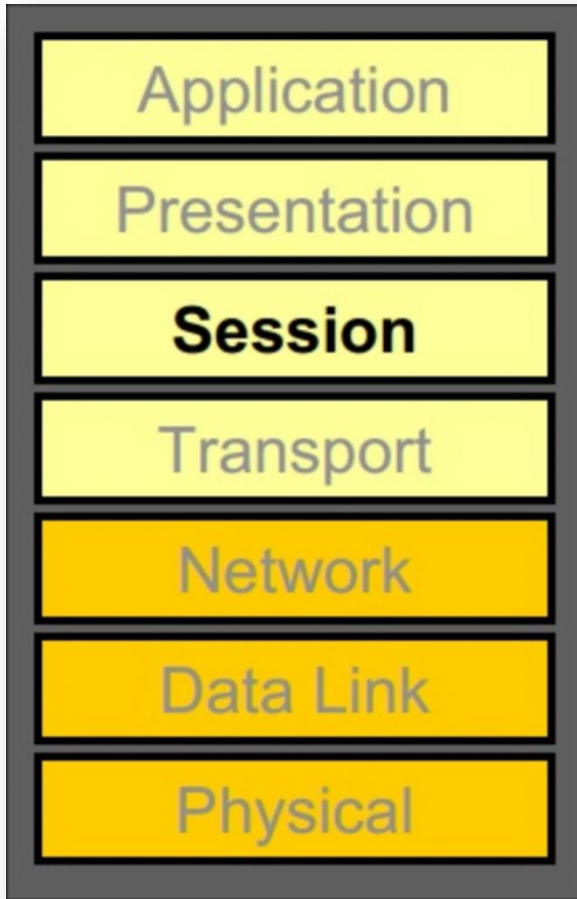 Application
Presentation
Session
Transport
Network
Data Link
Physical